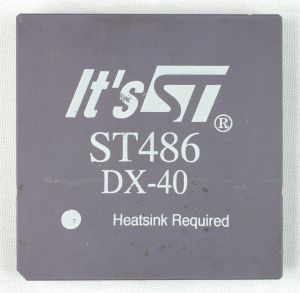 It's ST®
ST486
DX-40
Heatsink Required